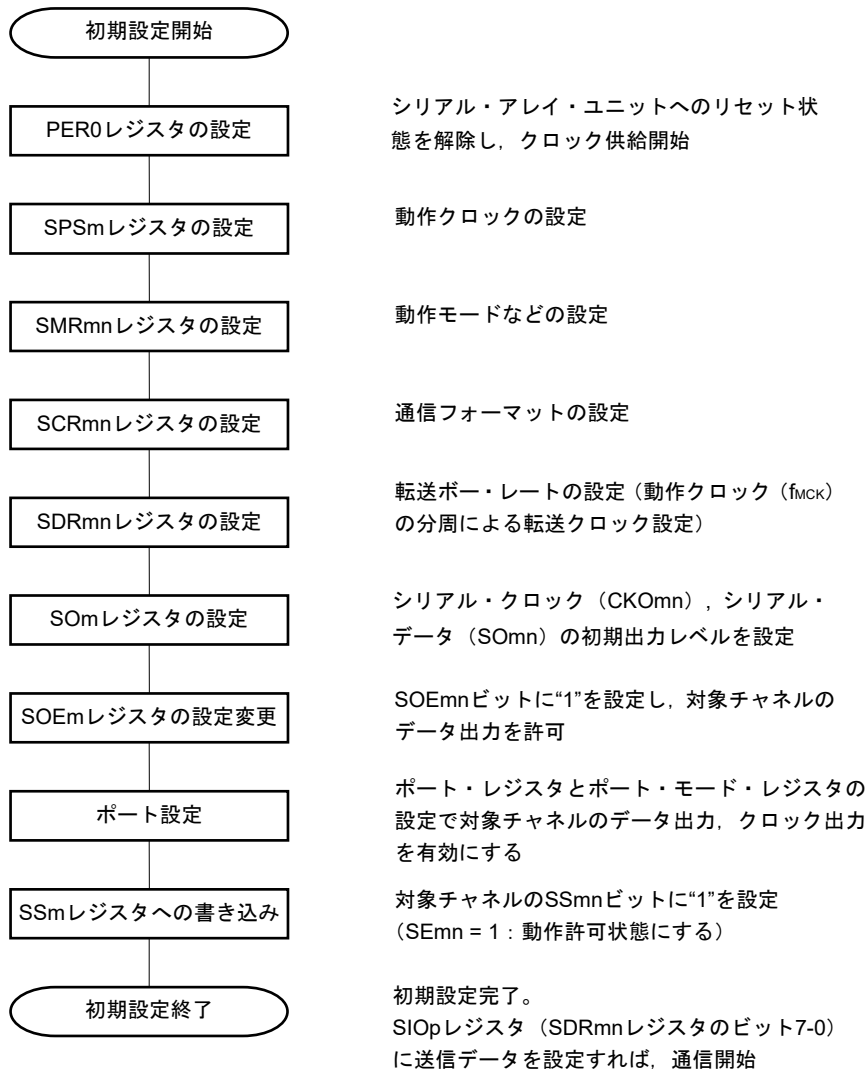 初期設定開始
PER0レジスタの設定
シリアル・アレイ・ユニットへのリセット状
態を解除し，クロック供給開始
SPSmレジスタの設定
動作クロックの設定
SMRmnレジスタの設定
動作モードなどの設定
SCRmnレジスタの設定
通信フォーマットの設定
SDRmnレジスタの設定
転送ボー・レートの設定（動作クロック（fMCK）
の分周による転送クロック設定）
SOmレジスタの設定
シリアル・クロック（CKOmn）, シリアル・
データ（SOmn）の初期出力レベルを設定
SOEmレジスタの設定変更
SOEmnビットに“1”を設定し，対象チャネルの
データ出力を許可
ポート設定
ポート・レジスタとポート・モード・レジスタの
設定で対象チャネルのデータ出力，クロック出力
を有効にする
SSmレジスタへの書き込み
対象チャネルのSSmnビットに“1”を設定
（SEmn = 1：動作許可状態にする）
初期設定終了
初期設定完了。
SIOpレジスタ（SDRmnレジスタのビット7-0）
に送信データを設定すれば，通信開始